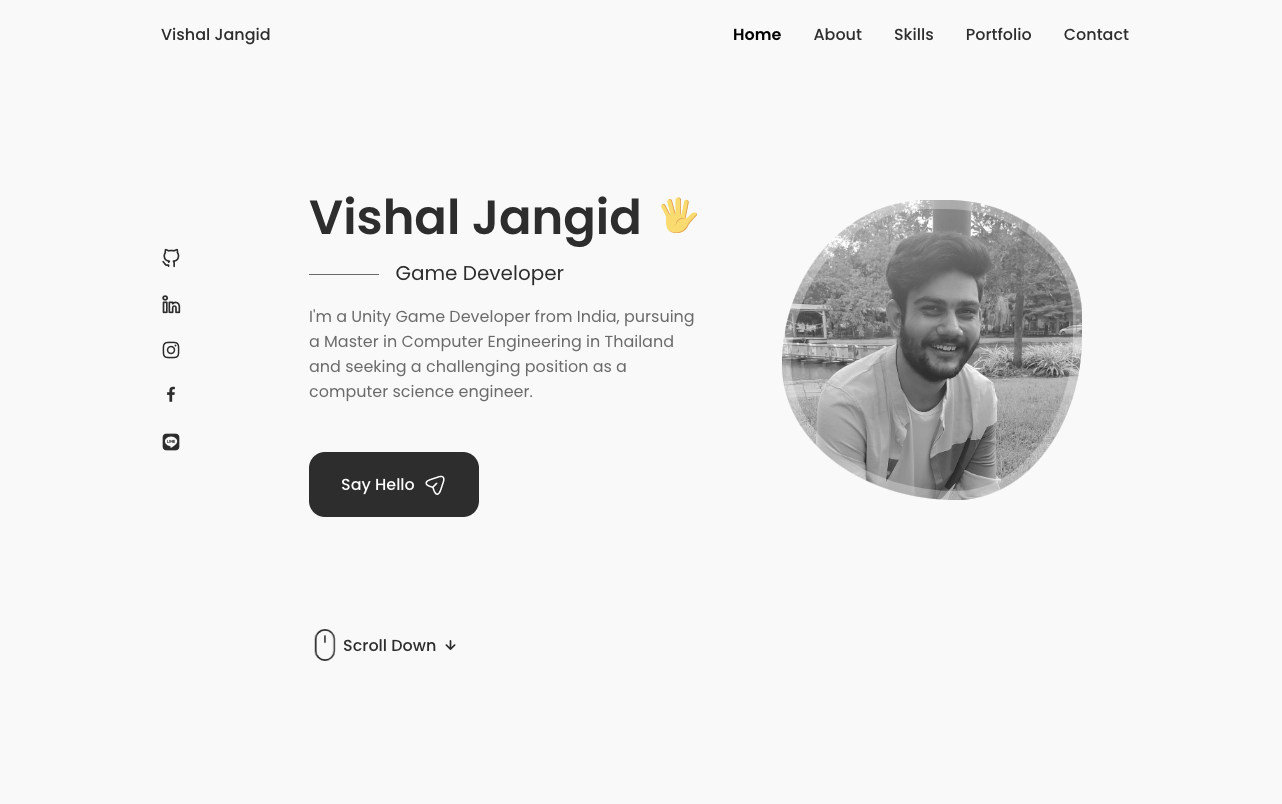 Vishal Jangid
Home About Skills Portfolio Contact
Vishal Jangid 🖐
Game Developer
I'm a Unity Game Developer from India, pursuing
a Master in Computer Engineering in Thailand
and seeking a challenging position as a
computer science engineer.
Say Hello
Scroll Down ↓